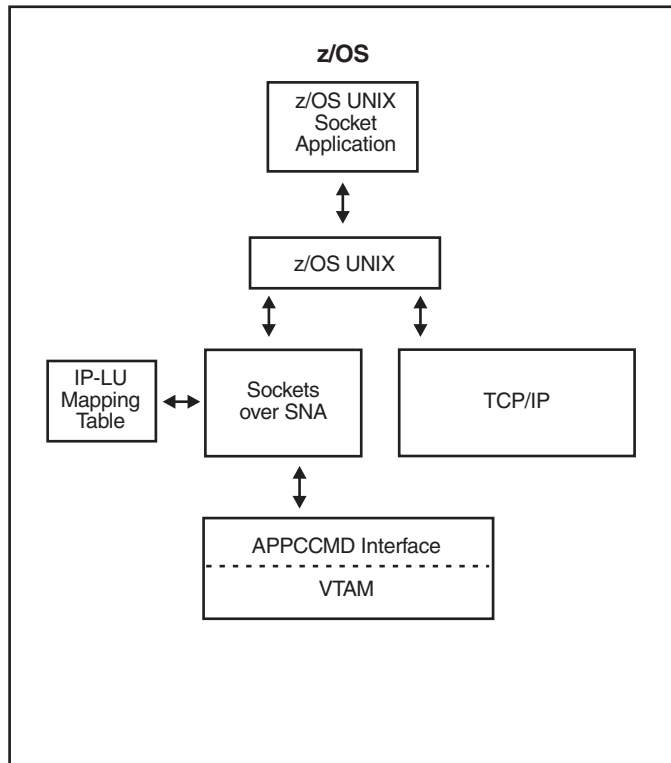 z/OS
z/OS UNIX
Socket
Application
z/OS UNIX
IP-LU
Mapping
Table
Sockets
over SNA
TCP/IP
APPCCMD Interface
VTAM